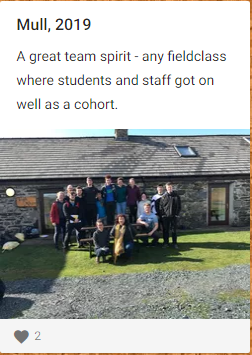 Mull, 2019
A great team spirit - any fieldclass
where students and staff got on
well as a cohort.
2